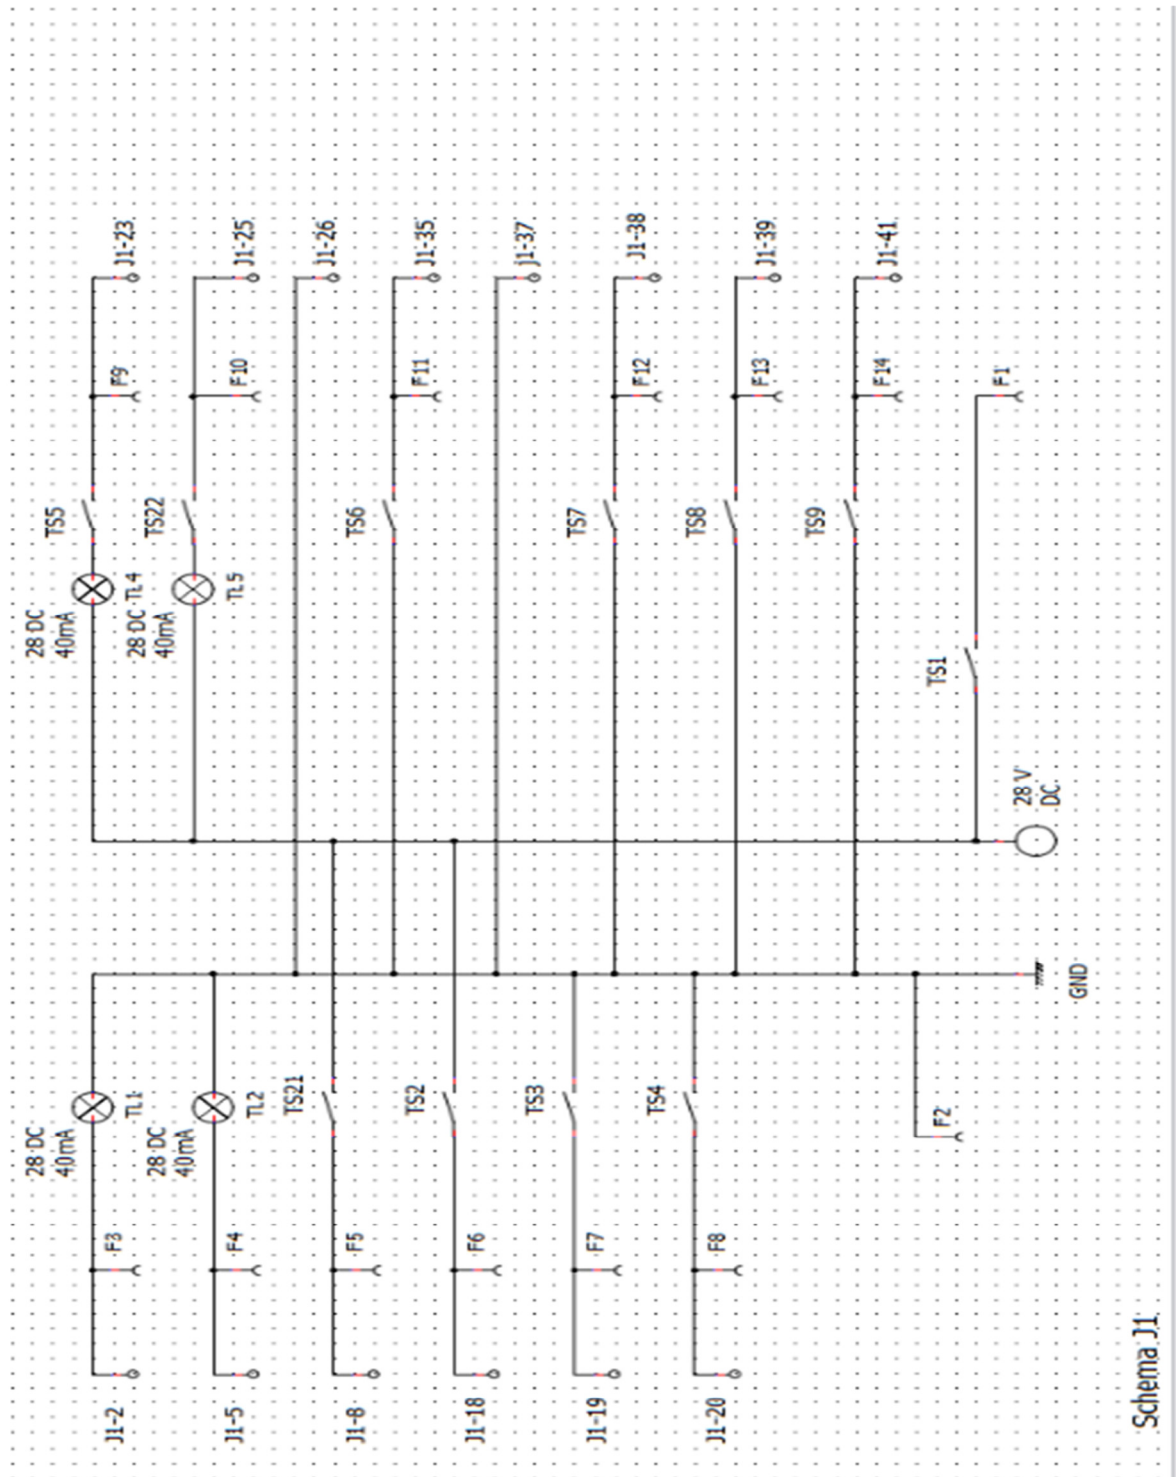 28 DC
40mA
J1-2
F3
TL1
28 DC
40mA
TL4
TS5
F9
J1-23
28 DC
40mA
J1-5
F4
TL2
28 DC
40mA
TL5
TS22
F10
J1-25
J1-8
F5
TS21
J1-26
J1-18
F6
TS2
TS6
F11
J1-35
J1-19
F7
TS3
j1-37
J1-20
F8
TS4
TS7
F12
J1-38
TS8
F13
J1-39
TS9
F14
J1-41
F2
TS1
F1
GND
28 V
DC
Schema J1